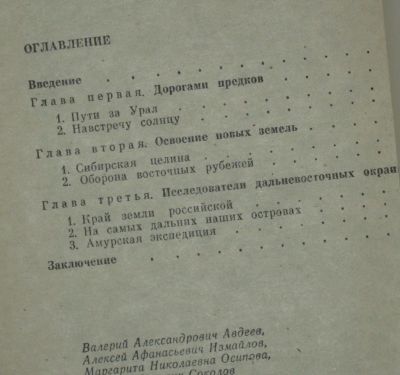 ОГЛАВЛЕНИЕ
Введение . . . . . . . . .
Глава первая. Дорогами предков . . . .
1. Пути за Урал . . . . . . .
2. Навстречу солнцу . . . . . .
Глава вторая. Освоение новых земель . . .
1. Сибирская целина . . . . . .
2. Оборона восточных рубежей . . . .
Глава третья. Исследователи дальневосточных окраи
1. Край земли российской . . . . .
2. На самых дальних наших островах . . .
3. Амурская экспедиция . . . . .
Заключение . . . . . . . .
Валерий Александрович Авдеев,
Алексей Афанасьевич Измайлов,
Маргарита Николаевна Осипова,
Соколов